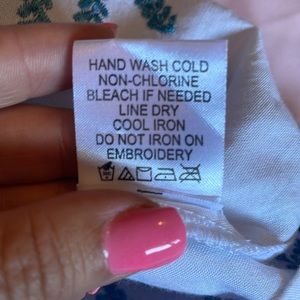 HAND WASH COLD
NON-CHLORINE
BLEACH IF NEEDED
LINE DRY
COOL IRON
DO NOT IRON ON
EMBROIDERY